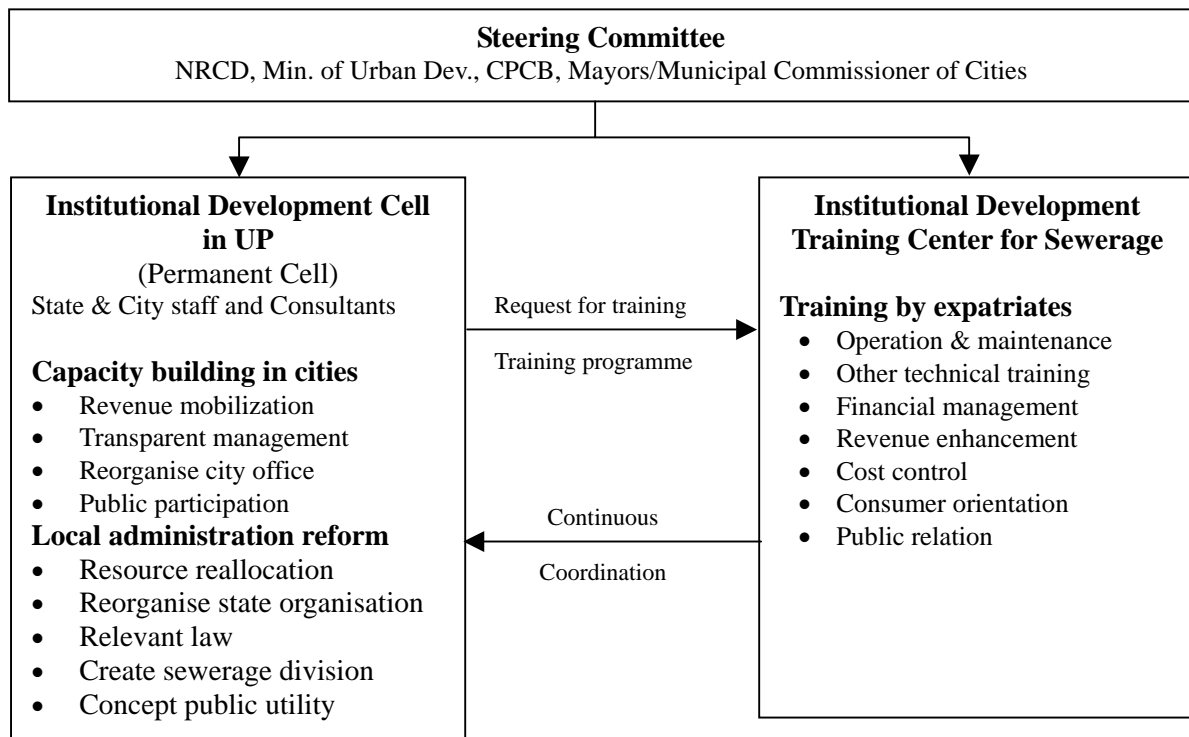 Steering Committee
NRCD, Min. of Urban Dev., CPCB, Mayors/Municipal Commissioner of Cities
Institutional Development Cell
in UP
(Permanent Cell)
State & City staff and Consultants
Capacity building in cities
• Revenue mobilization
• Transparent management
• Reorganise city office
• Public participation
Local administration reform
• Resource reallocation
• Reorganise state organisation
• Relevant law
• Create sewerage division
• Concept public utility
Request for training
Training programme
Continuous
Coordination
Institutional Development
Training Center for Sewerage
Training by expatriates
• Operation & maintenance
• Other technical training
• Financial management
• Revenue enhancement
• Cost control
• Consumer orientation
• Public relation